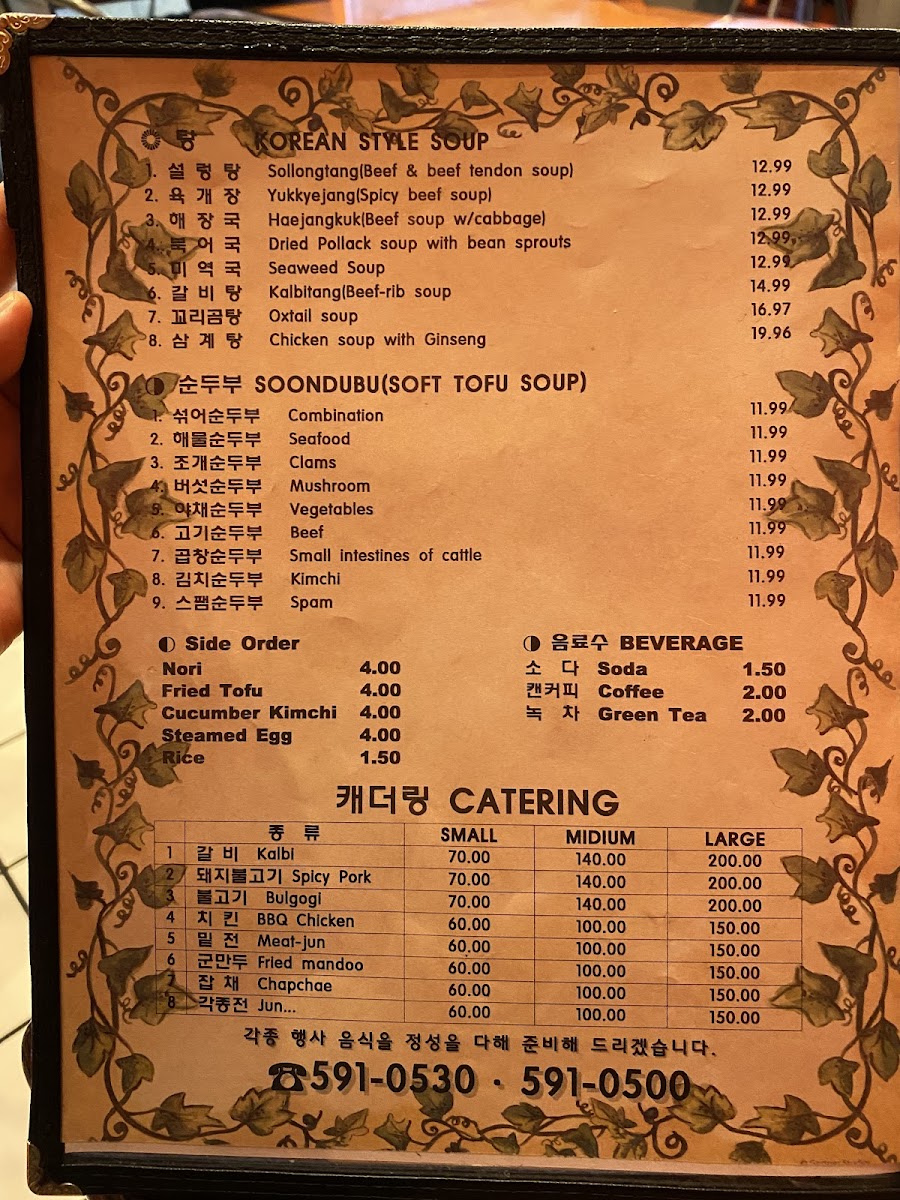 탕 KOREAN STYLE SOUP
1. 설 렁 탕 Sollongtang(Beef & beef tendon soup) 12.99
2. 육 개 장 Yukkyejang(Spicy beef soup) 12.99
3. 해 장 국 Haejangkuk(Beef soup w/cabbage) 12.99
4. 북 어 국 Dried Pollack soup with bean sprouts 12.99
5. 미 역 국 Seaweed Soup 12.99
6. 갈 비 탕 Kalbitang(Beef-rib soup 14.99
7. 꼬리곰탕 Oxtail soup 16.97
8. 삼 계 탕 Chicken soup with Ginseng 19.96
순두부 SOONDUBU(SOFT TOFU SOUP)
1. 섞어순두부 Combination 11.99
2. 해물순두부 Seafood 11.99
3. 조개순두부 Clams 11.99
4. 버섯순두부 Mushroom 11.99
5. 야채순두부 Vegetables 11.99
6. 고기순두부 Beef 11.99
7. 곱창순두부 Small intestines of cattle 11.99
8. 김치순두부 Kimchi 11.99
9. 스팸순두부 Spam 11.99
Side Order
Nori 4.00
Fried Tofu 4.00
Cucumber Kimchi 4.00
Steamed Egg 4.00
Rice 1.50
음료수 BEVERAGE
소 다 Soda 1.50
캔커피 Coffee 2.00
녹 차 Green Tea 2.00
캐더링 CATERING
종 류 SMALL MIDIUM LARGE
1 갈 비 Kalbi 70.00 140.00 200.00
2 돼지불고기 Spicy Pork 70.00 140.00 200.00
3 불고기 Bulgogi 70.00 140.00 200.00
4 치 킨 BBQ Chicken 60.00 100.00 150.00
5 밑 전 Meat-jun 60.00 100.00 150.00
6 군만두 Fried mandoo 60.00 100.00 150.00
7 잡 채 Chapchae 60.00 100.00 150.00
8 각종전 Jun... 60.00 100.00 150.00
각종 행사 음식을 정성을 다해 준비해 드리겠습니다.
☎591-0530 · 591-0500